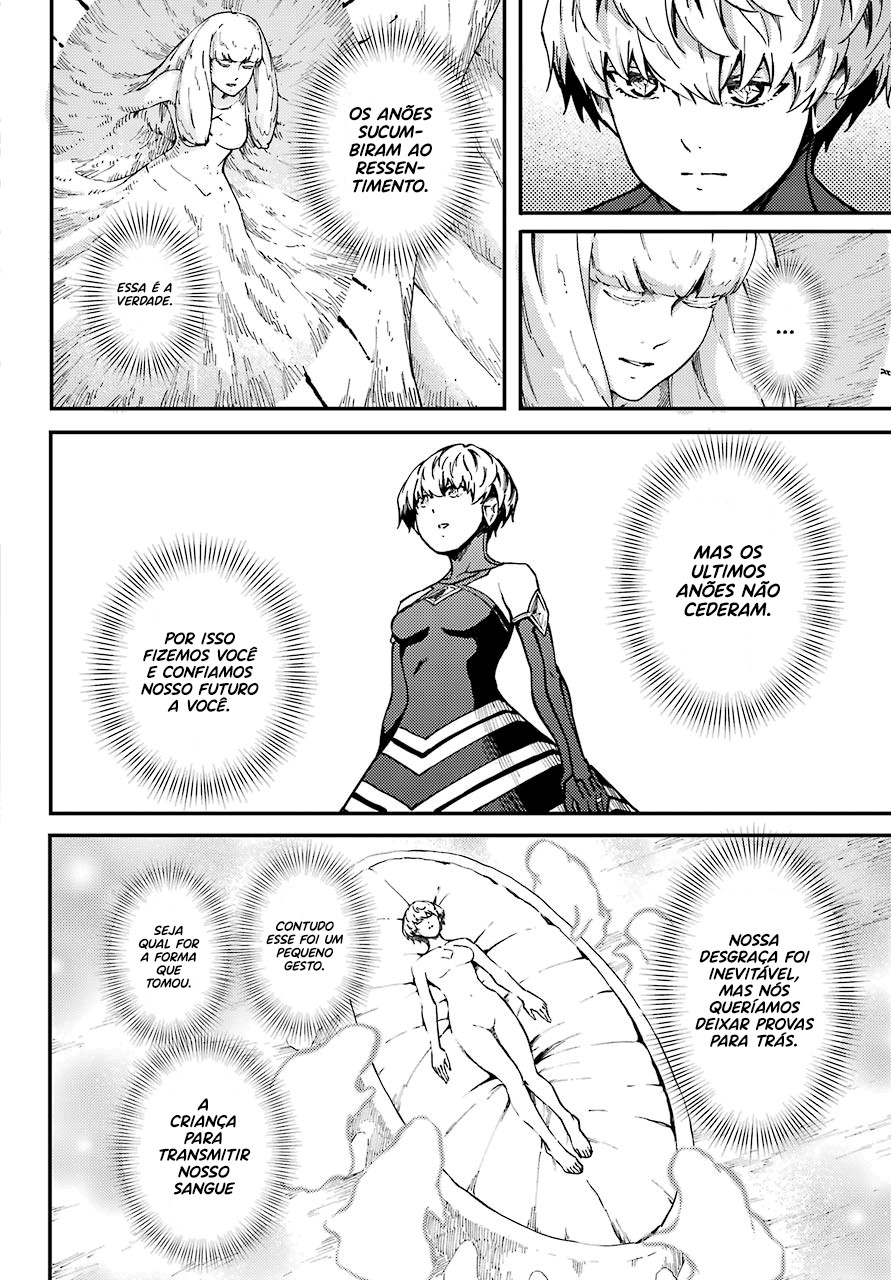 ...
OS ANÕES
SUCUM-
BIRAM AO
RESSEN-
TIMENTO.
ESSA É A
VERDADE.
MAS OS
ULTIMOS
ANÕES NÃO
CEDERAM.
POR ISSO
FIZEMOS VOCÊ
E CONFIAMOS
NOSSO FUTURO
A VOCÊ.
NOSSA
DESGRAÇA FOI
INEVITÁVEL,
MAS NÓS
QUERÍAMOS
DEIXAR PROVAS
PARA TRÁS.
CONTUDO
ESSE FOI UM
PEQUENO
GESTO.
SEJA
QUAL FOR
A FORMA
QUE
TOMOU.
A
CRIANÇA
PARA
TRANSMITIR
NOSSO
SANGUE